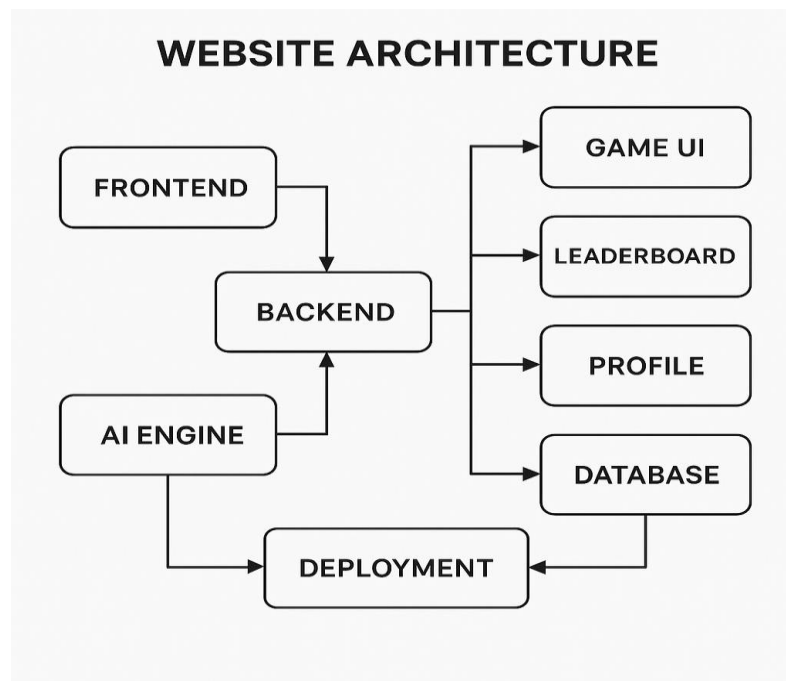 WEBSITE ARCHITECTURE
FRONTEND
BACKEND
AI ENGINE
DEPLOYMENT
GAME UI
LEADERBOARD
PROFILE
DATABASE